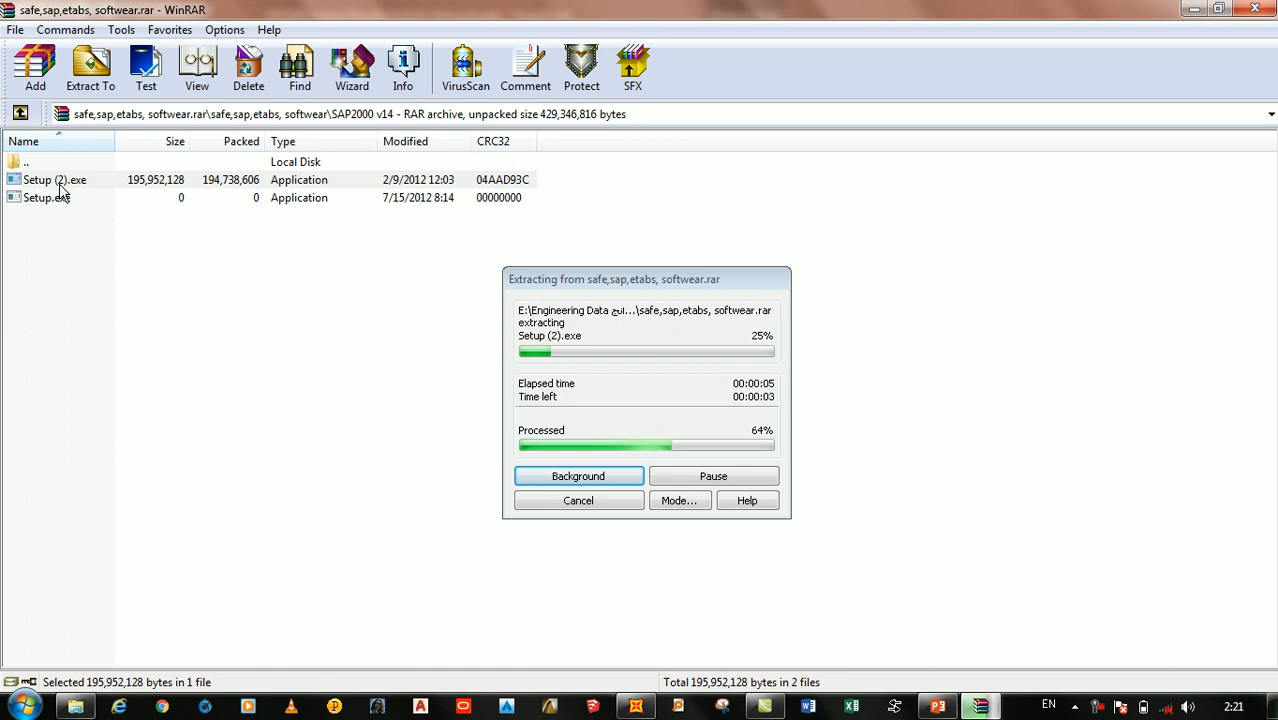 safe,sap,etabs, softwear.rar - WinRAR
File Commands Tools Favorites Options Help
Add Extract To Test View Delete Find Wizard Info VirusScan Comment Protect SFX
safe,sap,etabs, softwear.rar\safe,sap,etabs, softwear\SAP2000 v14 - RAR archive, unpacked size 429,346,816 bytes
Name Size Packed Type Modified CRC32
.. Local Disk
Setup (2).exe 195,952,128 194,738,606 Application 2/9/2012 12:03 04AAD93C
Setup.exe 0 0 Application 7/15/2012 8:14 00000000
Extracting from safe,sap,etabs, softwear.rar
E:\Engineering Data امج...\safe,sap,etabs, softwear.rar
extracting
Setup (2).exe 25%
Elapsed time 00:00:05
Time left 00:00:03
Processed 64%
Background Pause
Cancel Mode... Help
Selected 195,952,128 bytes in 1 file Total 195,952,128 bytes in 2 files
EN 2:21